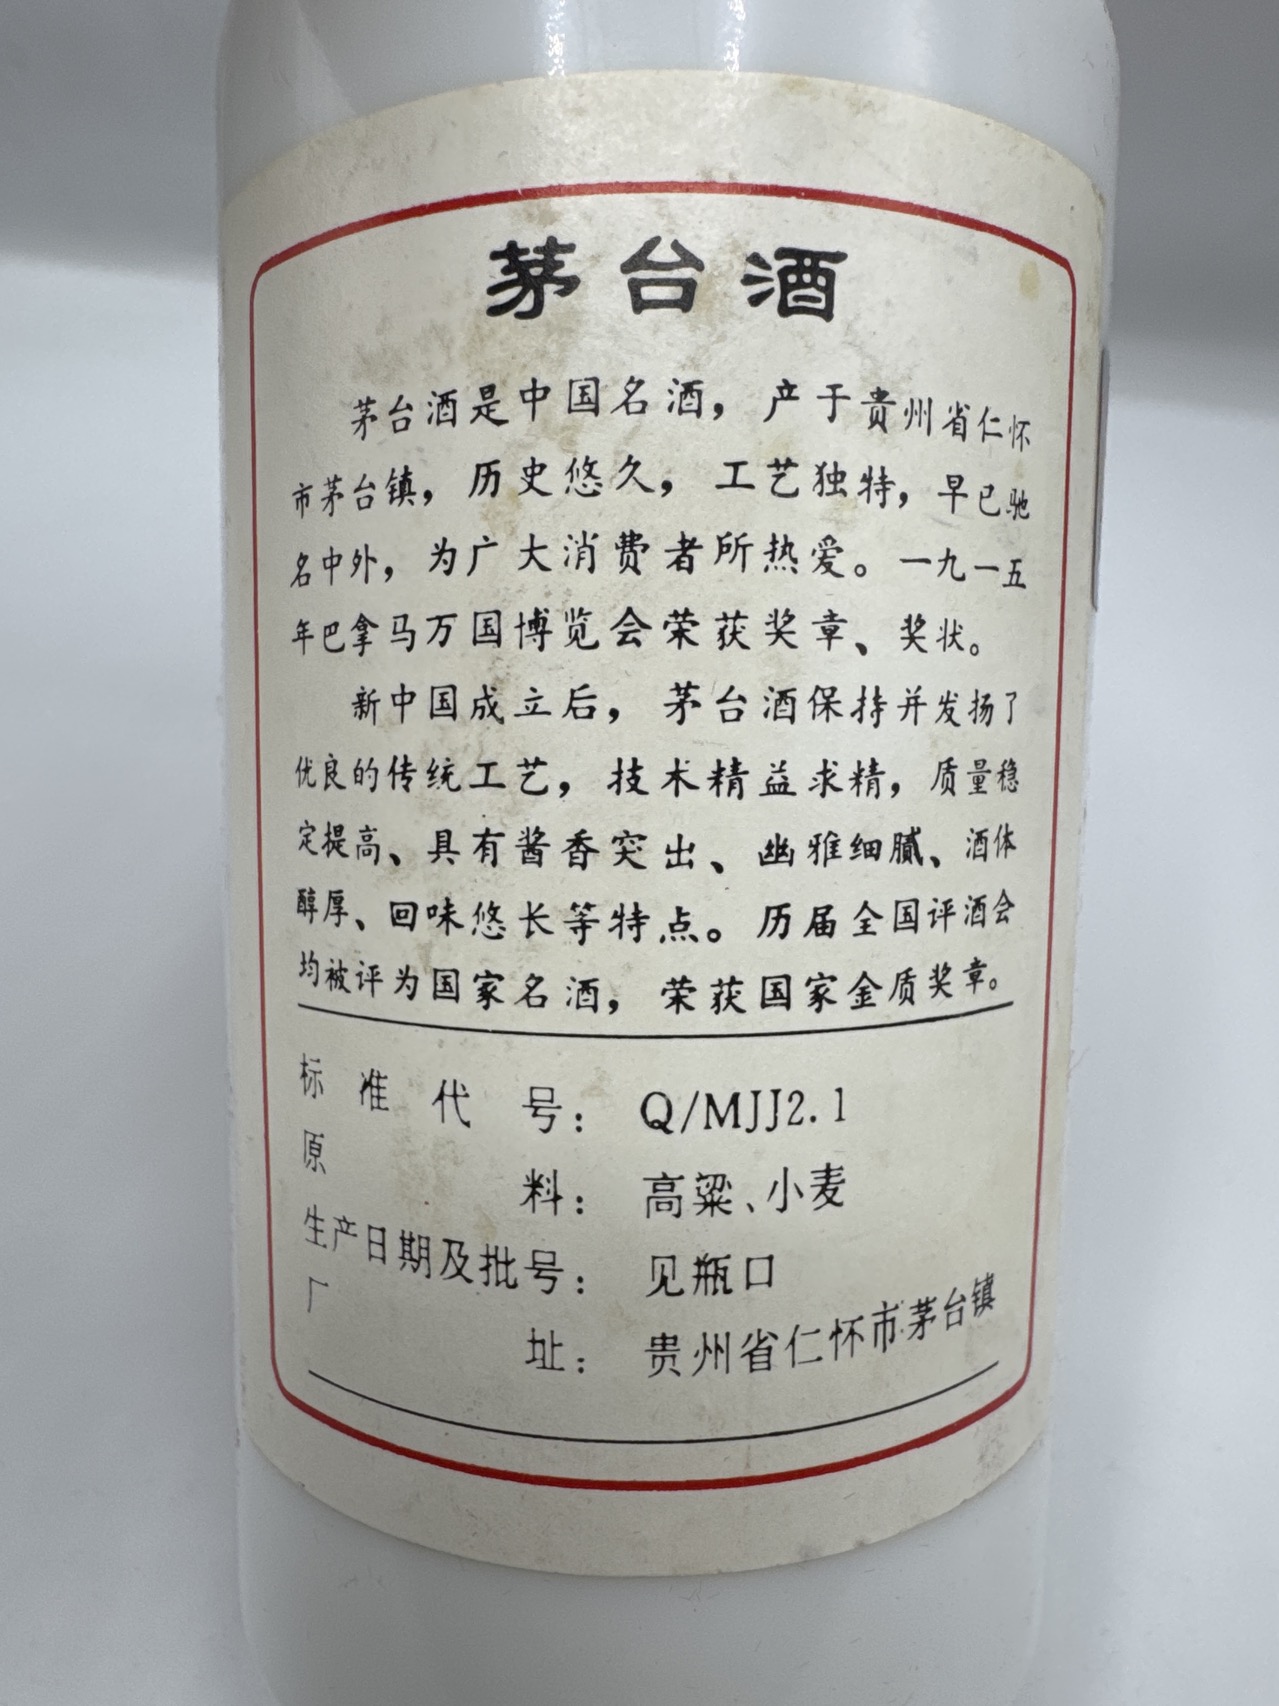 茅台酒
茅台酒是中国名酒，产于贵州省仁怀
市茅台镇，历史悠久，工艺独特，早已驰
名中外，为广大消费者所热爱。一九一五
年巴拿马万国博览会荣获奖章、奖状。
新中国成立后，茅台酒保持并发扬了
优良的传统工艺，技术精益求精，质量稳
定提高、具有酱香突出、幽雅细腻、酒体
醇厚、回味悠长等特点。历届全国评酒会
均被评为国家名酒，荣获国家金质奖章。
标准代号：Q/MJJ2.1
原料：高粱、小麦
生产日期及批号：见瓶口
厂址：贵州省仁怀市茅台镇